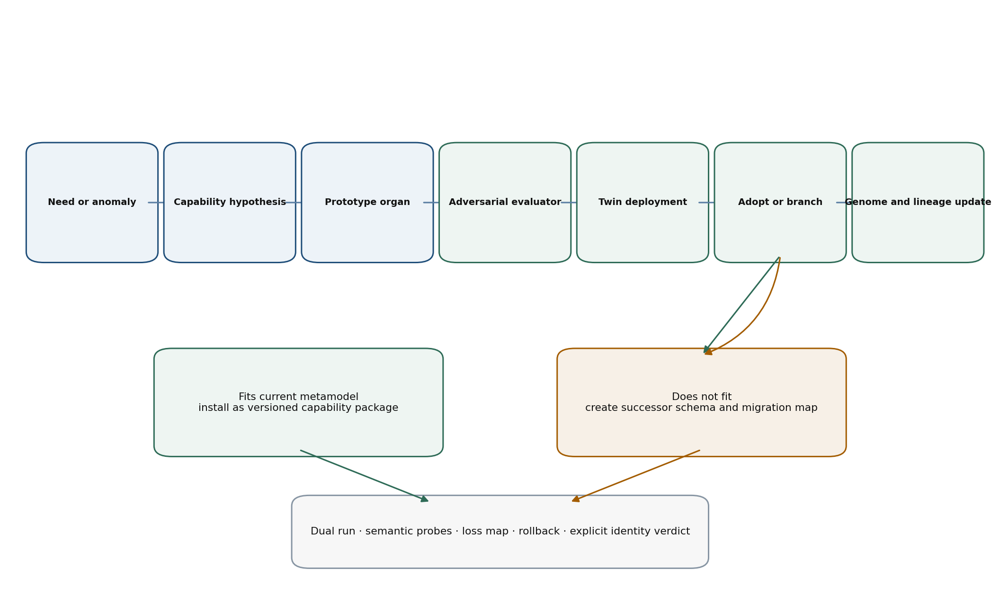 Need or anomaly
Capability hypothesis
Prototype organ
Adversarial evaluator
Twin deployment
Adopt or branch
Genome and lineage update
Fits current metamodel
install as versioned capability package
Does not fit
create successor schema and migration map
Dual run · semantic probes · loss map · rollback · explicit identity verdict